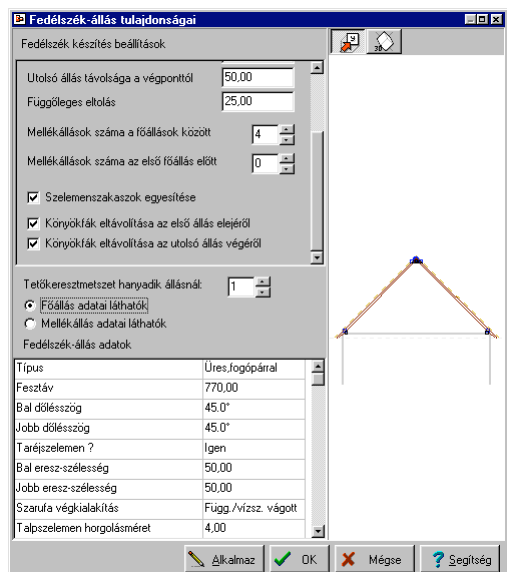 Fedélszék-állás tulajdonságai
Fedélszék készítés beállítások
Utolsó állás távolsága a végponttól 50,00
Függőleges eltolás 25,00
Mellékállások száma a főállások között 4
Mellékállások száma az első főállás előtt 0
Szelemenszakaszok egyesítése
Könyökfák eltávolítása az első állás elejéről
Könyökfák eltávolítása az utolsó állás végéről
Tetőkeresztmetszet hanyadik állásnál: 1
Főállás adatai láthatók
Mellékállás adatai láthatók
Fedélszék-állás adatok
Típus Üres,fogópárral
Fesztáv 770,00
Bal dőlésszög 45.0°
Jobb dőlésszög 45.0°
Taréjszelemen ? Igen
Bal eresz-szélesség 50,00
Jobb eresz-szélesség 50,00
Szarufa végkialakítás Függ./vízsz. vágott
Talpszelemen horgolásméret 4,00
Alkalmaz OK Mégse Segítség